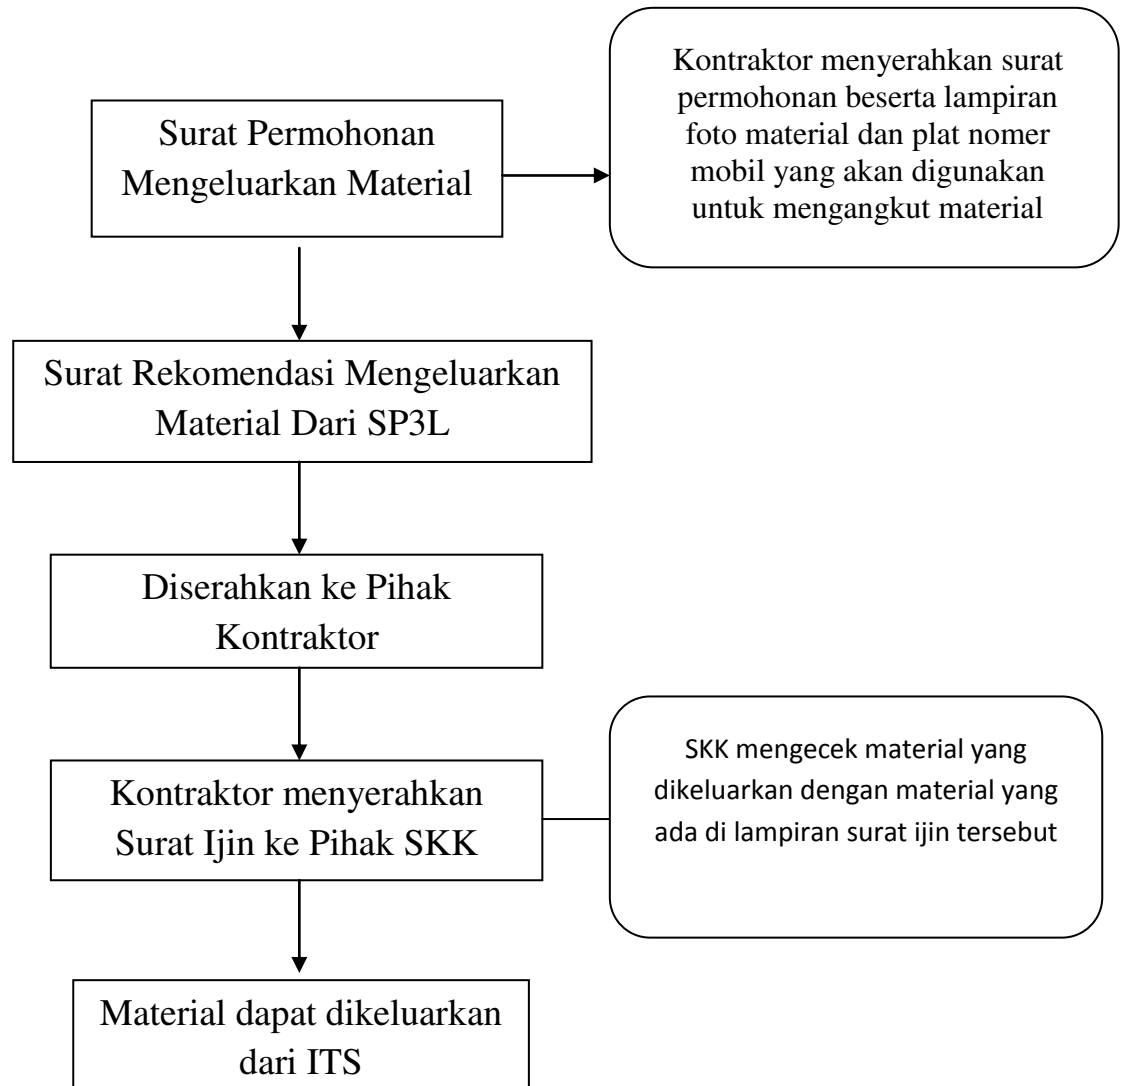 Surat Permohonan
Mengeluarkan Material
Kontraktor menyerahkan surat
permohonan beserta lampiran
foto material dan plat nomer
mobil yang akan digunakan
untuk mengangkut material
Surat Rekomendasi Mengeluarkan
Material Dari SP3L
Diserahkan ke Pihak
Kontraktor
Kontraktor menyerahkan
Surat Ijin ke Pihak SKK
SKK mengecek material yang
dikeluarkan dengan material yang
ada di lampiran surat ijin tersebut
Material dapat dikeluarkan
dari ITS